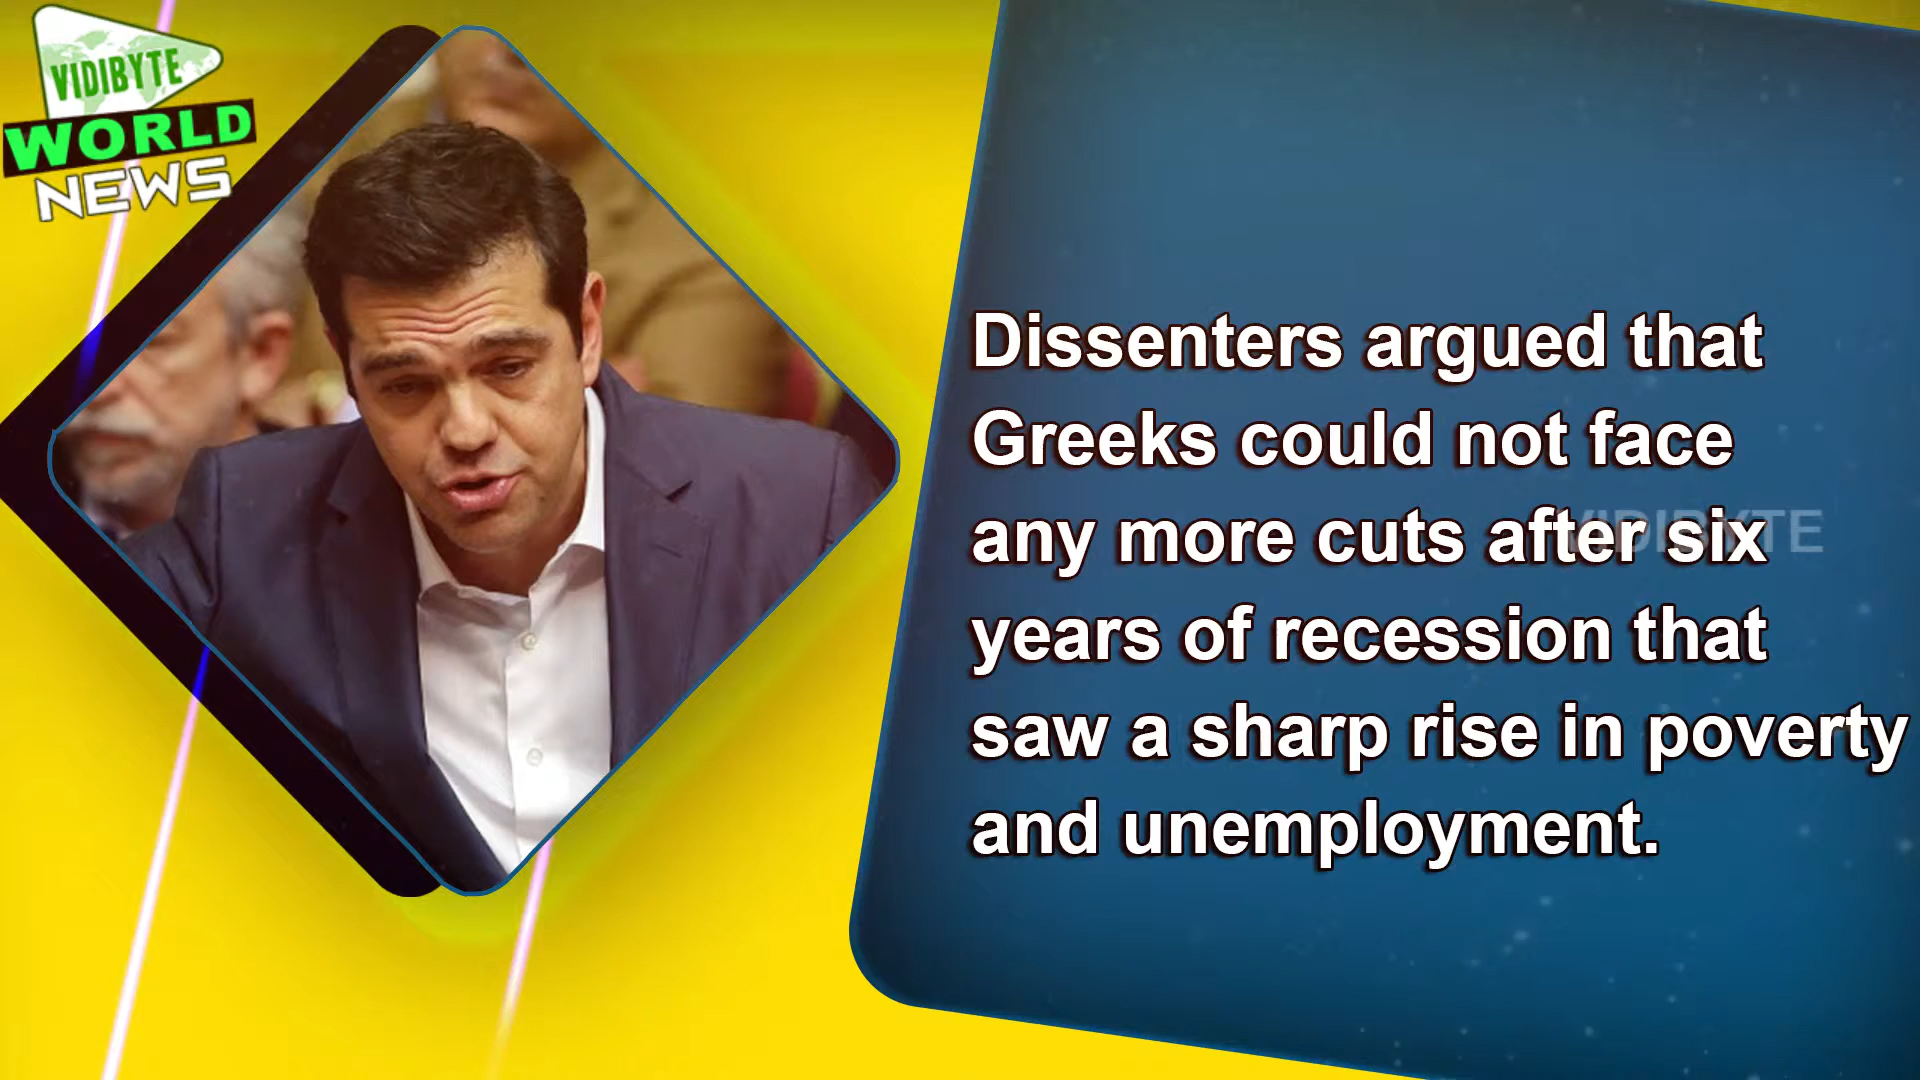 VIDIBYTE
WORLD
NEWS
Dissenters argued that
Greeks could not face
any more cuts after six
years of recession that
saw a sharp rise in poverty
and unemployment.
VIDIBYTE